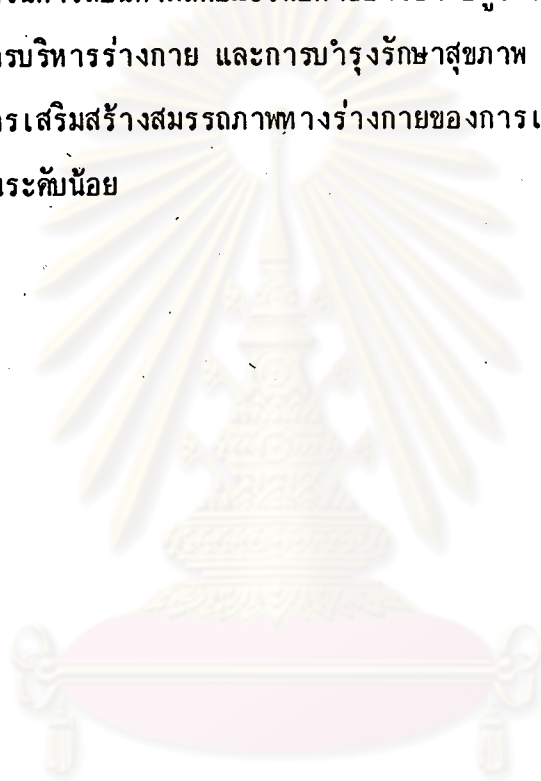 รบริหารร่างกาย และการบำรุงรักษาสุขภาพ
รเสริมสร้างสมรรถภาพทางร่างกายของการเ
ระดับน้อย